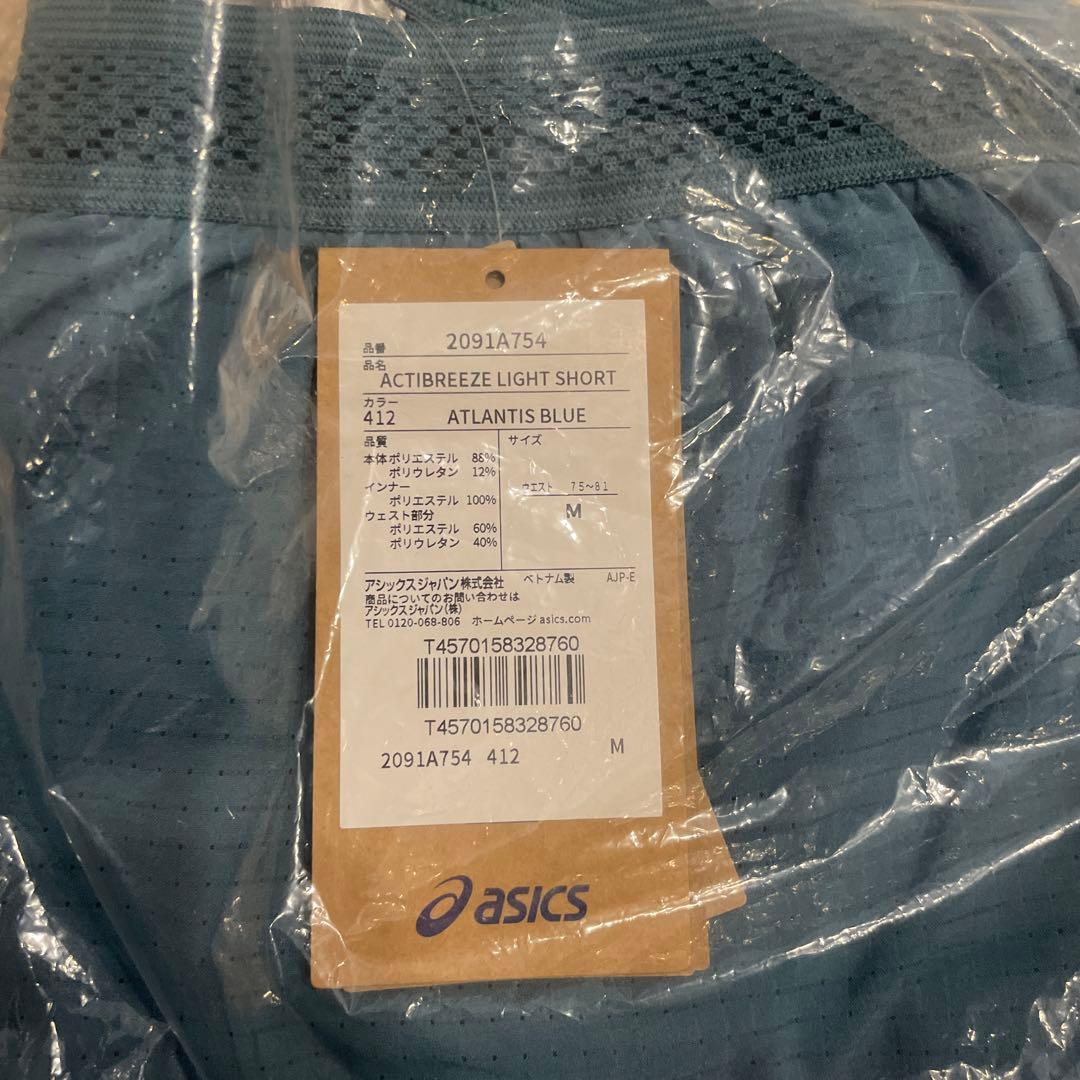 品番 2091A754
品名
ACTIBREEZE LIGHT SHORT
カラー
412 ATLANTIS BLUE
品質
本体ポリエステル 88%
ポリウレタン 12%
インナー
ポリエステル 100%
ウェスト部分
ポリエステル 60%
ポリウレタン 40%
サイズ
ウエスト 75~81
M
アシックスジャパン株式会社 ベトナム製 AJP-E
商品についてのお問い合わせは
アシックスジャパン(株)
TEL 0120-068-806 ホームページ asics.com
T4570158328760
T4570158328760
2091A754 412 M
asics